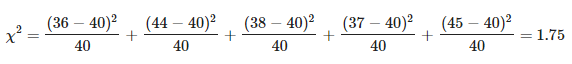 χ² = (36 – 40)²/40 + (44 – 40)²/40 + (38 – 40)²/40 + (37 – 40)²/40 + (45 – 40)²/40 = 1.75